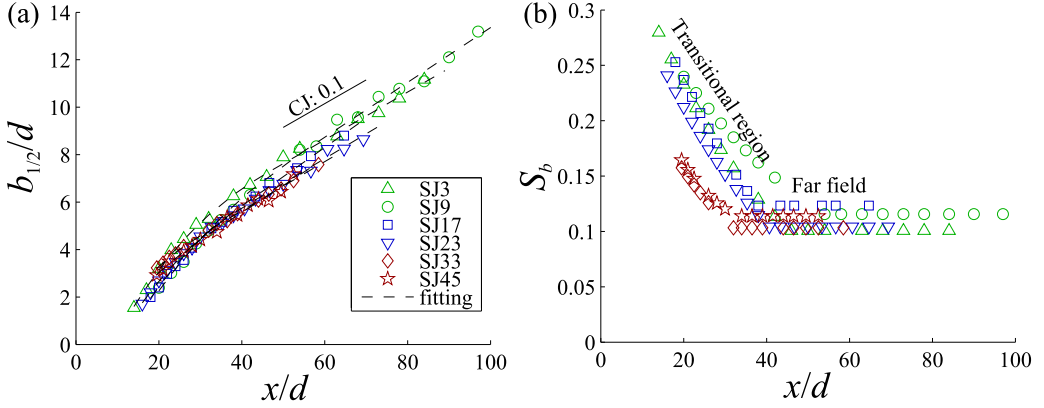 (a)
14
12
10
8
6
4
2
0
0
20
40
60
80
100
b1/2/d
x/d
CJ: 0.1
SJ3
SJ9
SJ17
SJ23
SJ33
SJ45
fitting
(b)
0.3
0.25
0.2
0.15
0.1
0.05
0
0
20
40
60
80
100
Sb
x/d
Transitional region
Far field